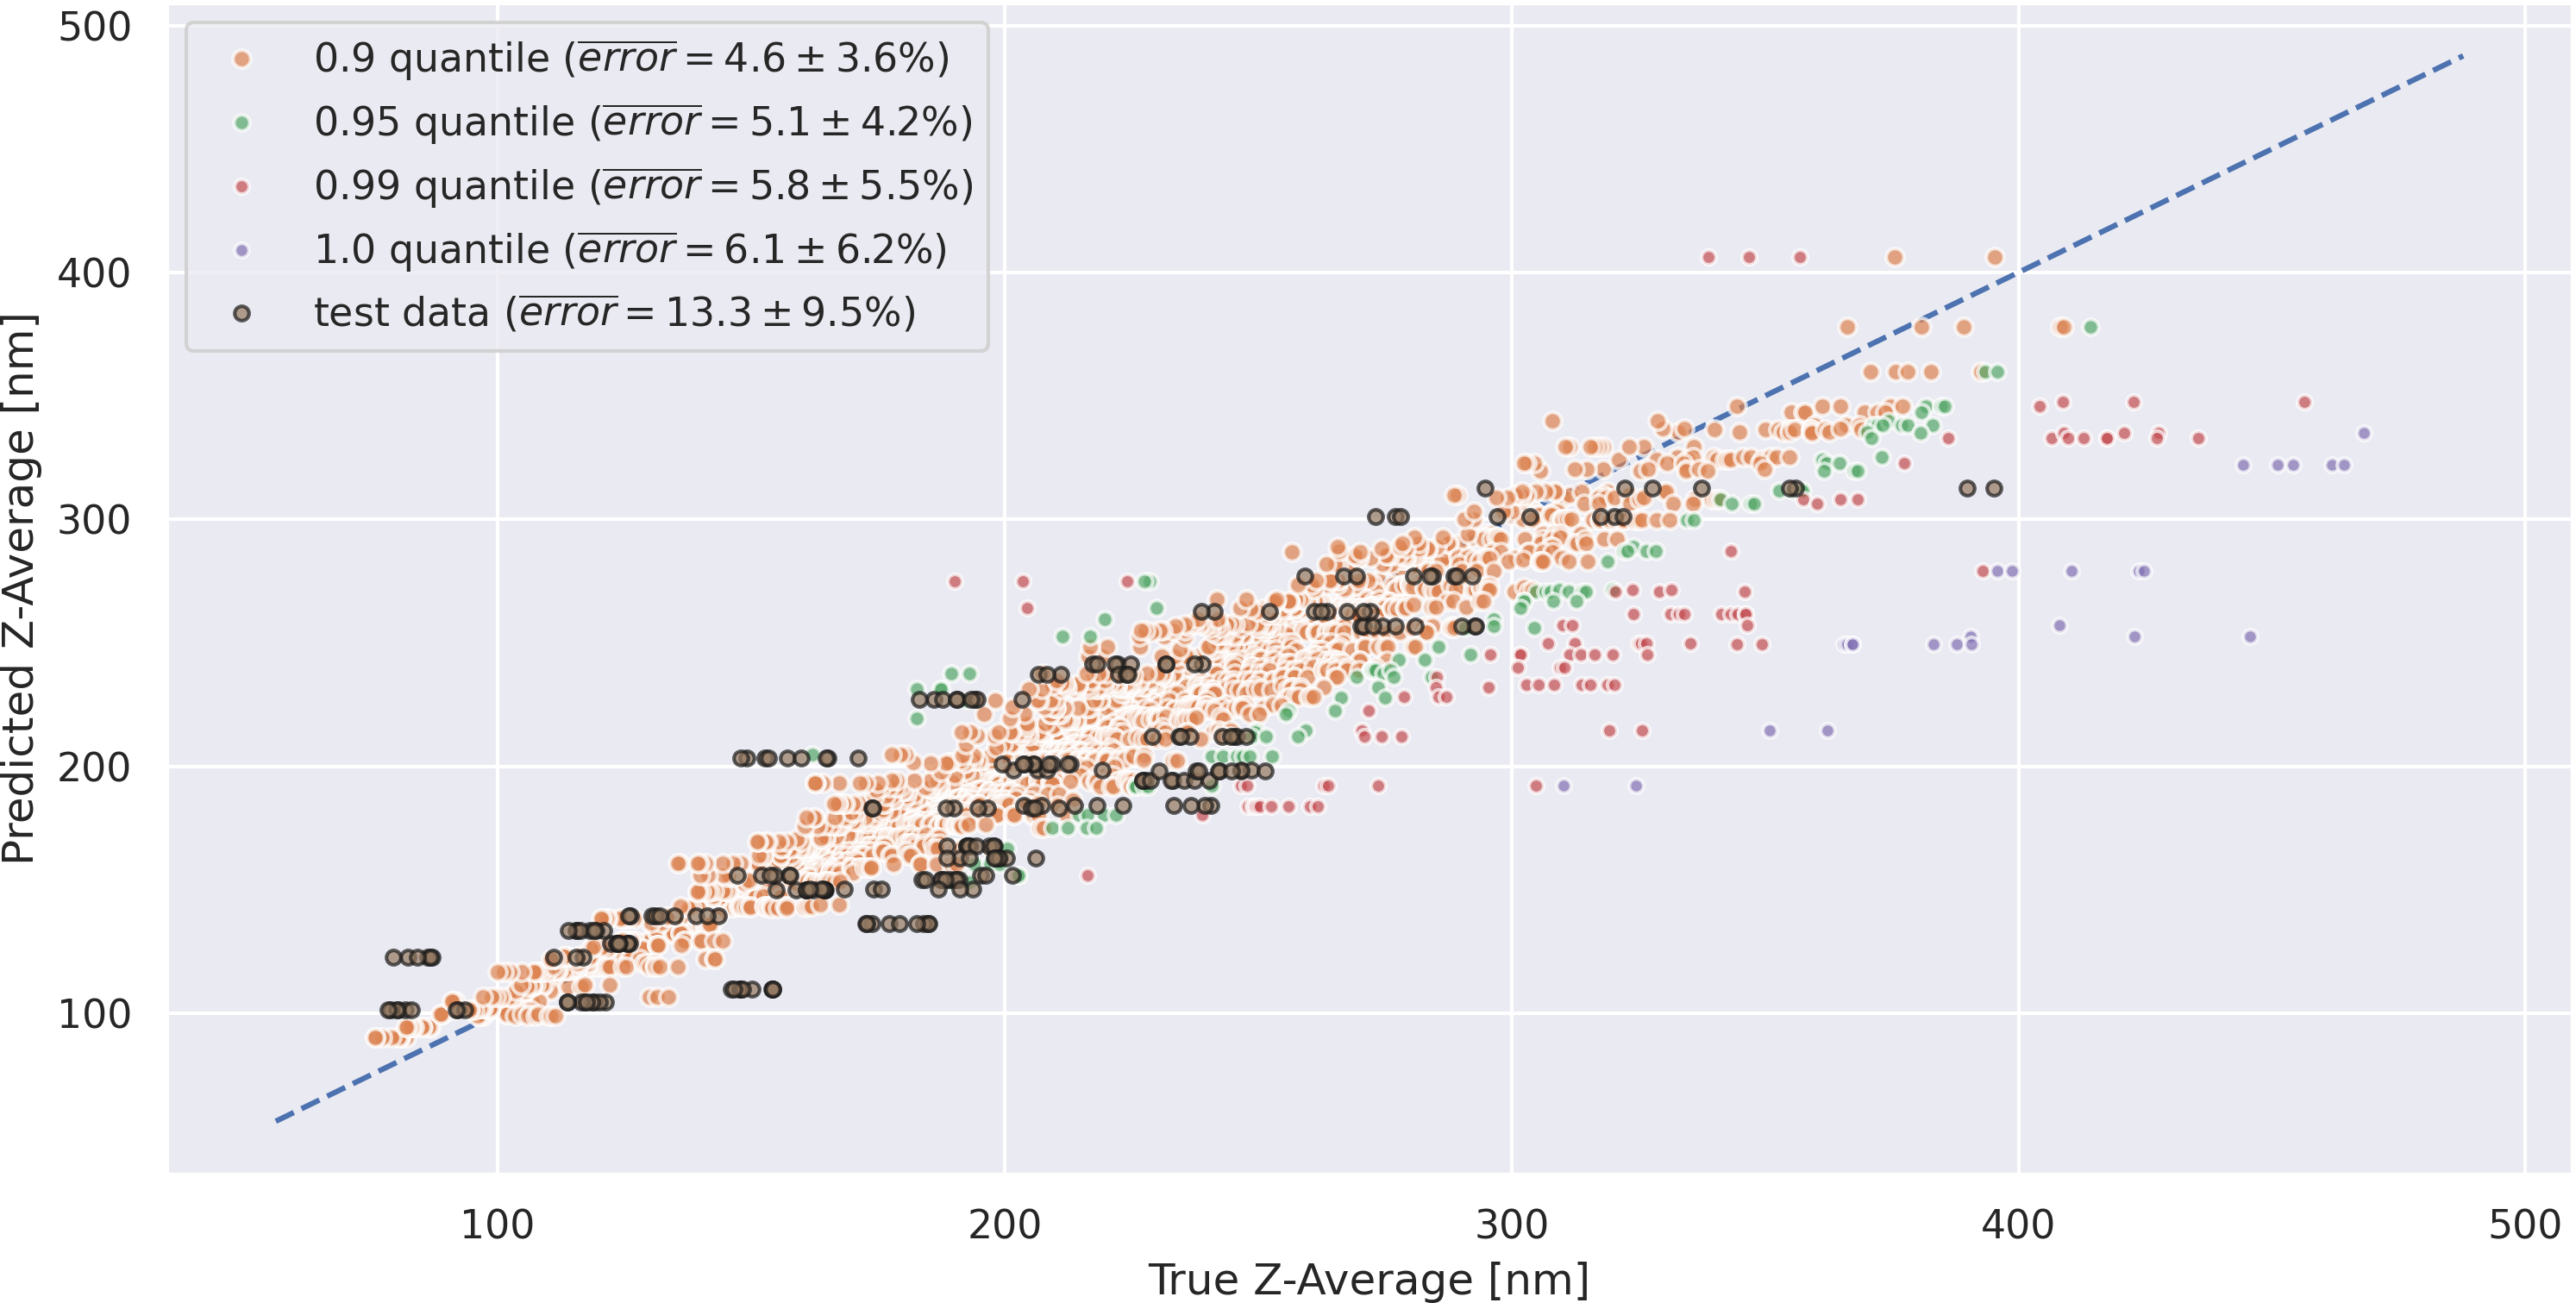 0.9 quantile (error = 4.6 ± 3.6%)
0.95 quantile (error = 5.1 ± 4.2%)
0.99 quantile (error = 5.8 ± 5.5%)
1.0 quantile (error = 6.1 ± 6.2%)
test data (error = 13.3 ± 9.5%)
Predicted Z-Average [nm]
500
400
300
200
100
100 200 300 400 500
True Z-Average [nm]